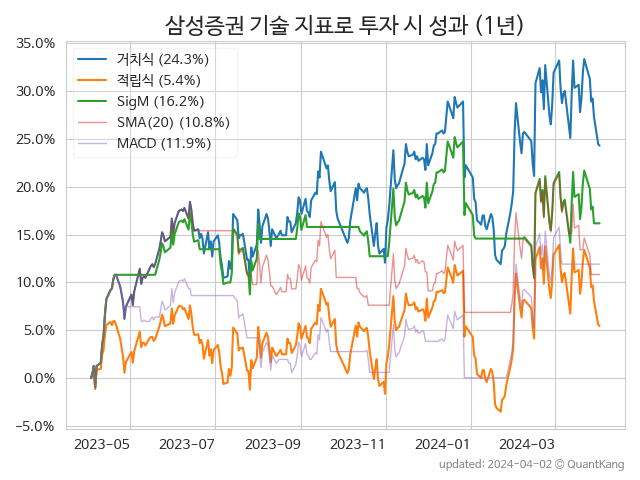 삼성증권 기술 지표로 투자 시 성과 (1년)
35.0%
30.0%
25.0%
20.0%
15.0%
10.0%
5.0%
0.0%
−5.0%
거치식 (24.3%)
적립식 (5.4%)
SigM (16.2%)
SMA(20) (10.8%)
MACD (11.9%)
2023-05 2023-07 2023-09 2023-11 2024-01 2024-03
updated: 2024-04-02 © QuantKang